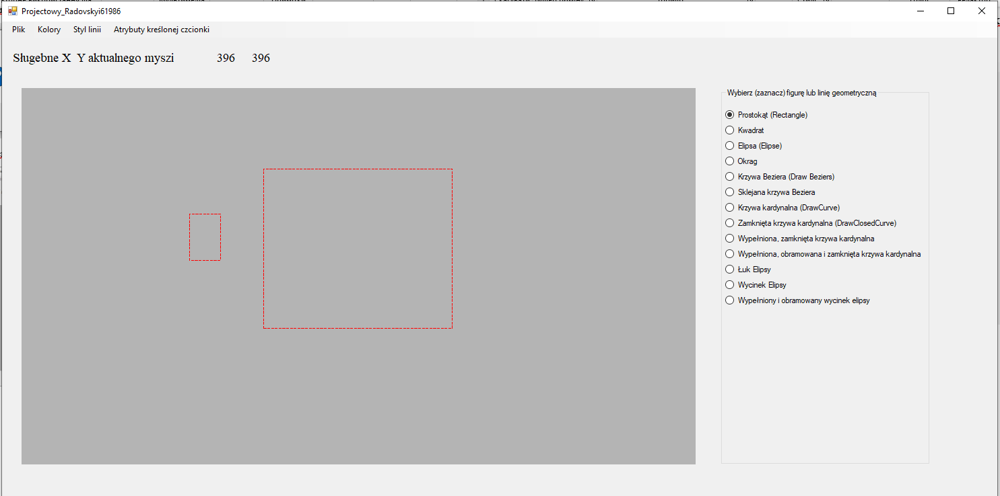 Projectowy_Radovskyi61986
Plik Kolory Styl linii Atrybuty kreślonej czcionki
Sługebne X Y aktualnego myszi 396 396
Wybierz (zaznacz) figurę lub linię geometryczną
Prostokąt (Rectangle)
Kwadrat
Elipsa (Elipse)
Okrag
Krzywa Beziera (Draw Beziers)
Sklejana krzywa Beziera
Krzywa kardynalna (DrawCurve)
Zamknięta krzywa kardynalna (DrawClosedCurve)
Wypełniona, zamknięta krzywa kardynalna
Wypełniona, obramowana i zamknięta krzywa kardynalna
Łuk Elipsy
Wycinek Elipsy
Wypełniony i obramowany wycinek elipsy